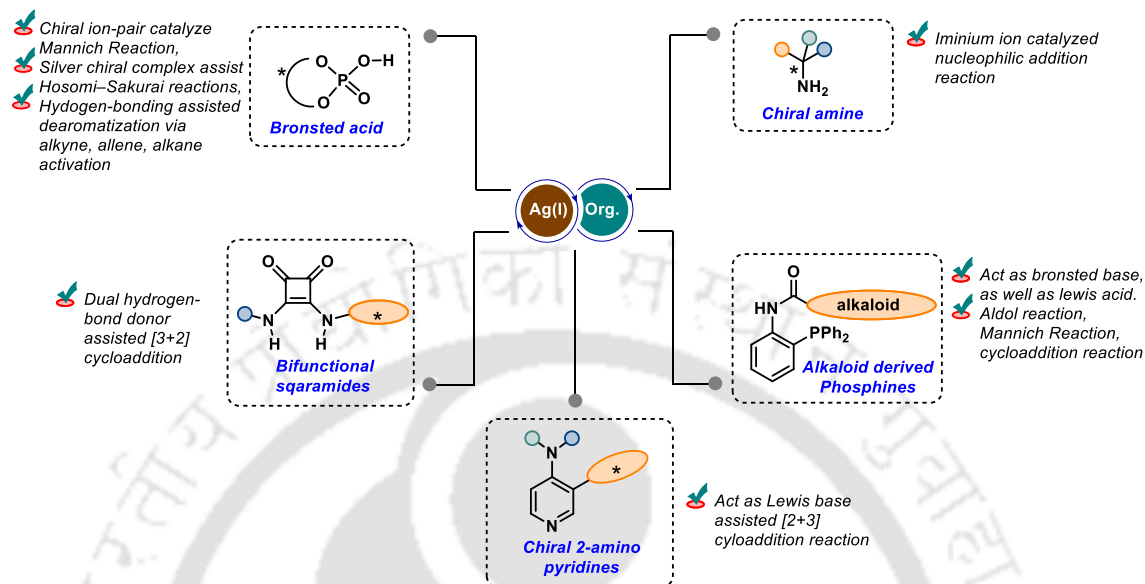 Chiral ion-pair catalyze
Mannich Reaction,
Silver chiral complex assist
Hosomi–Sakurai reactions,
Hydogen-bonding assisted
dearomatization via
alkyne, allene, alkane
activation
*
O
O
P
O–H
O
Bronsted acid
*
NH2
Chiral amine
Iminium ion catalyzed
nucleophilic addition
reaction
Ag(I)
Org.
Dual hydrogen-
bond donor
assisted [3+2]
cycloaddition
O
O
N
H
N
H
*
Bifunctional
sqaramides
O
HN
alkaloid
PPh2
Alkaloid derived
Phosphines
Act as bronsted base,
as well as lewis acid.
Aldol reaction,
Mannich Reaction,
cycloaddition reaction
N
*
N
Chiral 2-amino
pyridines
Act as Lewis base
assisted [2+3]
cyloaddition reaction